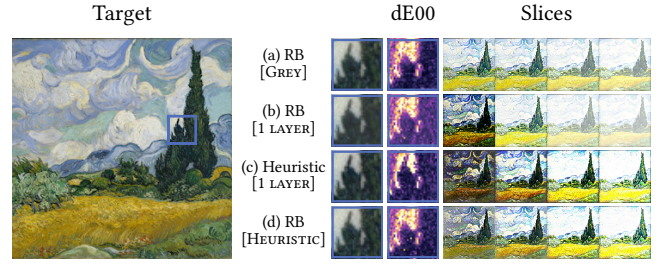 Target
dE00
Slices
(a) RB
[Grey]
(b) RB
[1 layer]
(c) Heuristic
[1 layer]
(d) RB
[Heuristic]